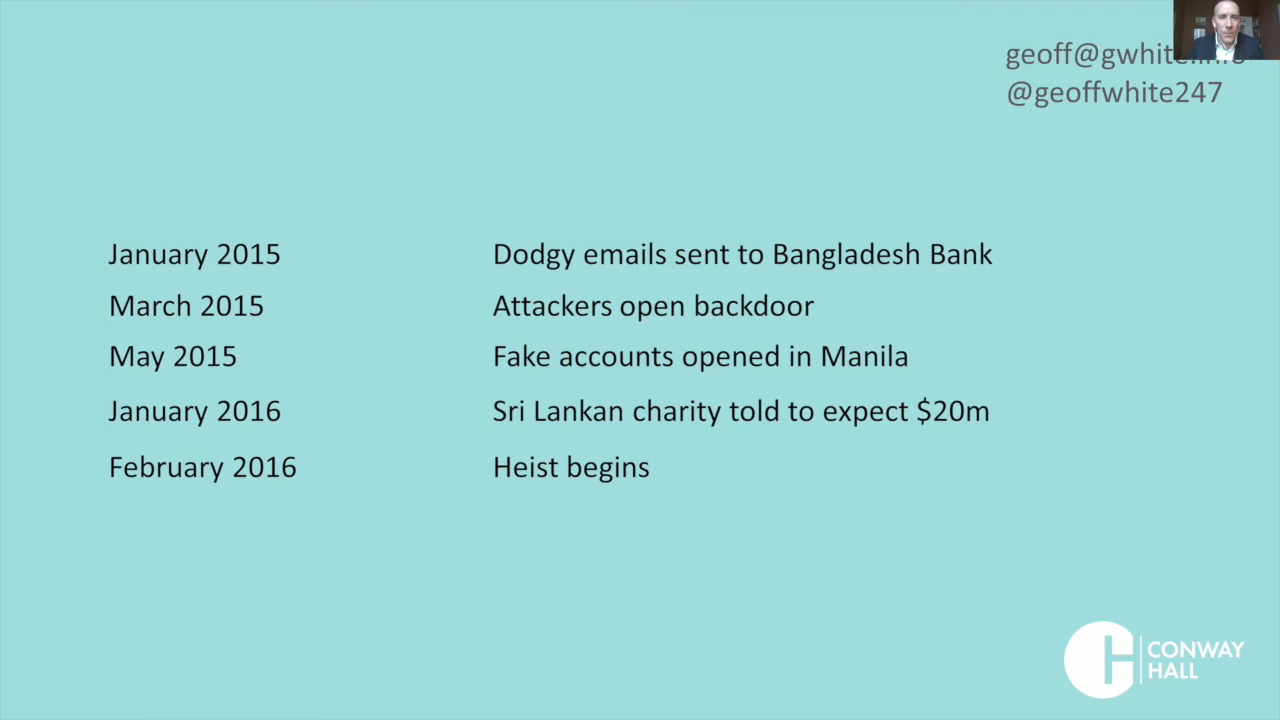 geoff@gwhite.info
@geoffwhite247
January 2015 Dodgy emails sent to Bangladesh Bank
March 2015 Attackers open backdoor
May 2015 Fake accounts opened in Manila
January 2016 Sri Lankan charity told to expect $20m
February 2016 Heist begins
CONWAY
HALL